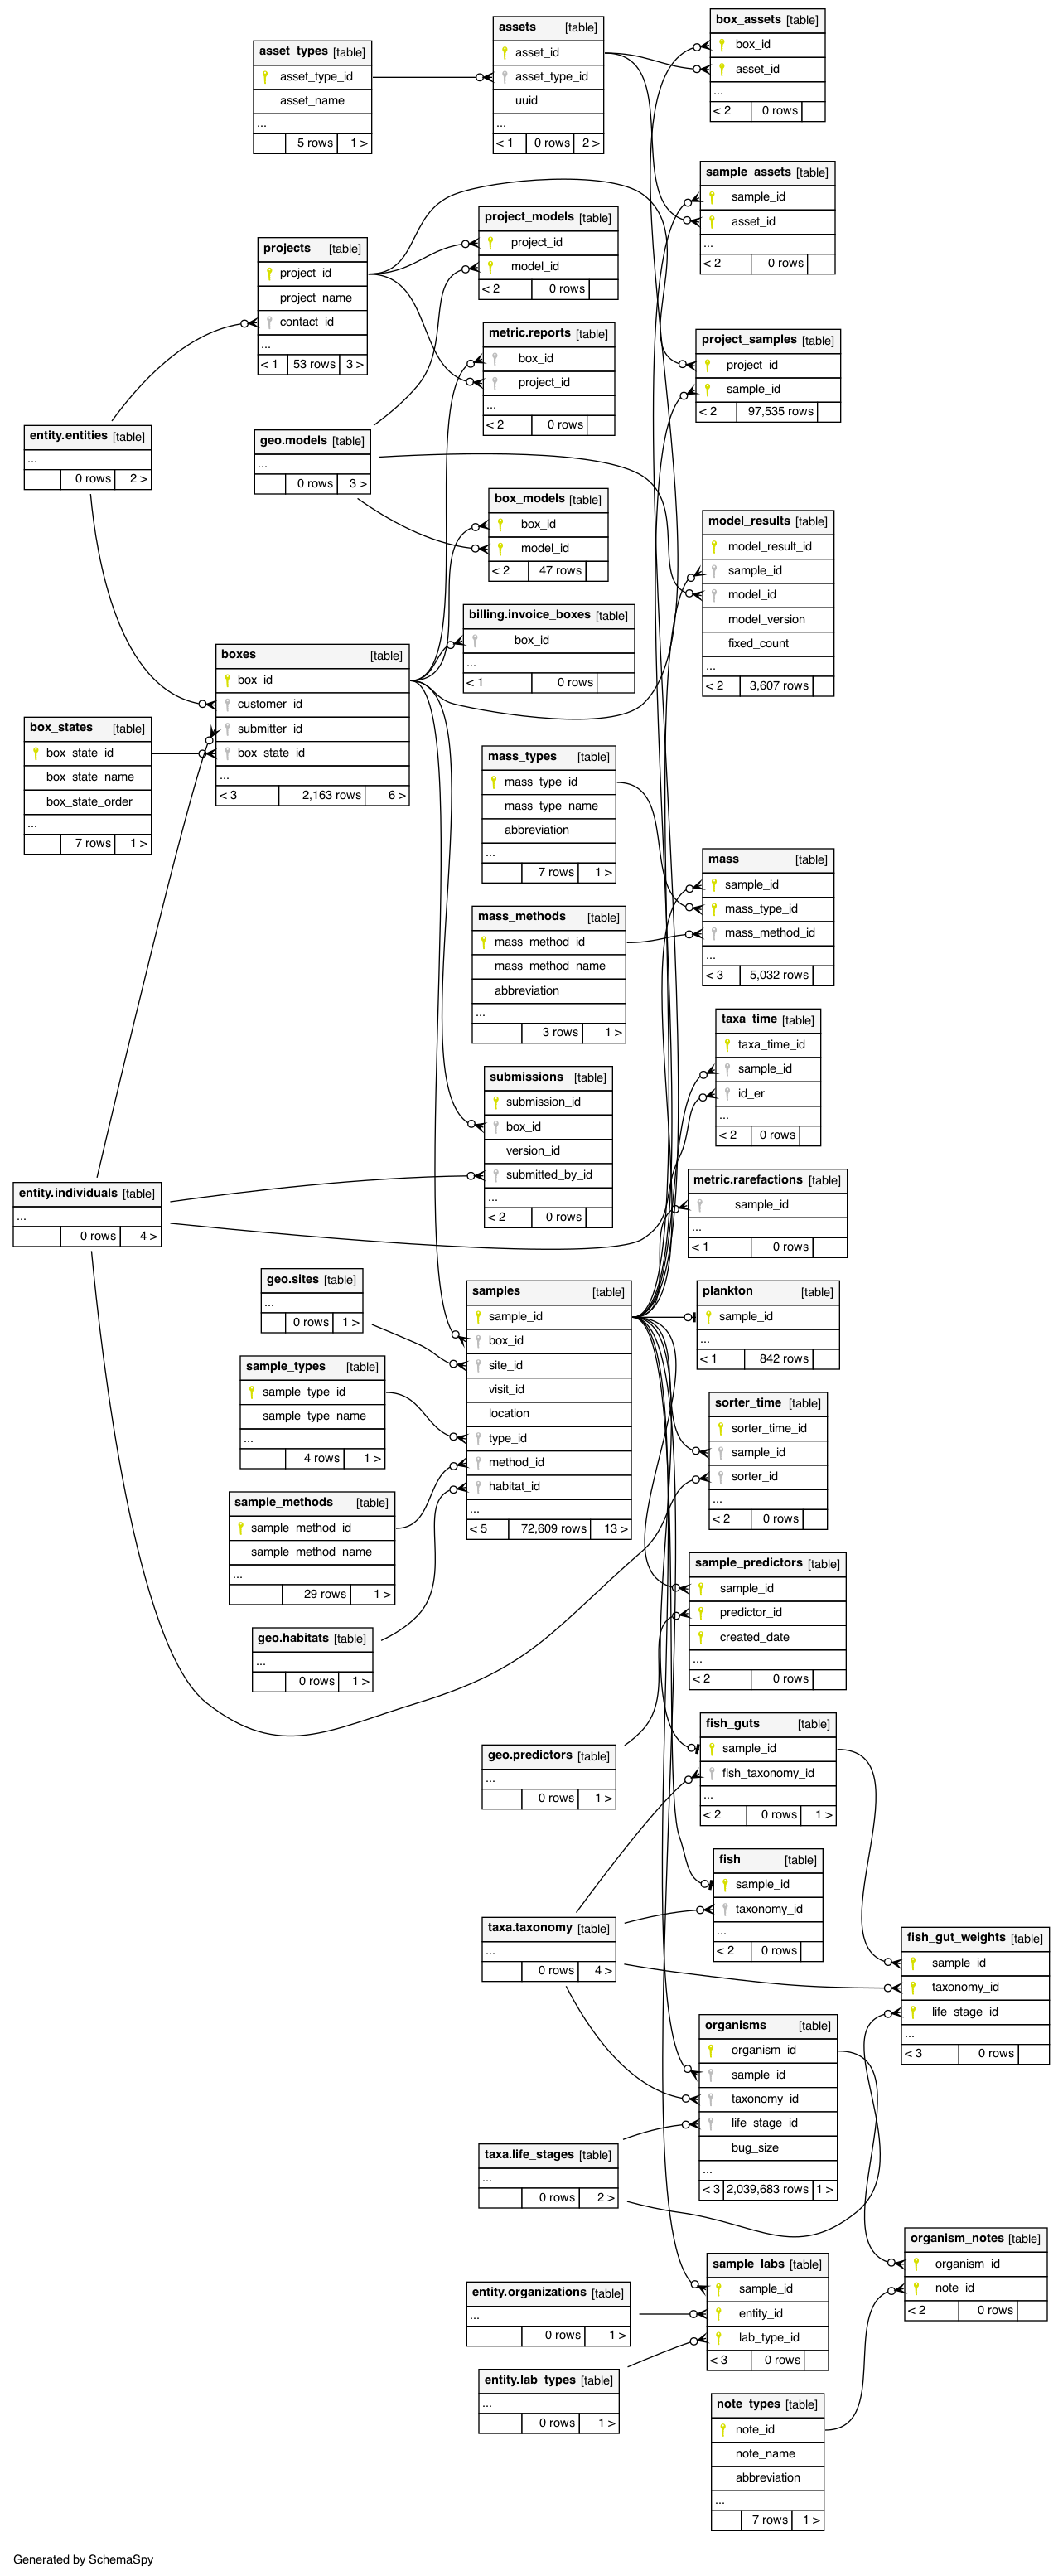 asset_types [table]
asset_type_id
asset_name
...
5 rows 1 >
assets [table]
asset_id
asset_type_id
uuid
...
< 1 0 rows 2 >
box_assets [table]
box_id
asset_id
...
< 2 0 rows
sample_assets [table]
sample_id
asset_id
...
< 2 0 rows
projects [table]
project_id
project_name
contact_id
...
< 1 53 rows 3 >
project_models [table]
project_id
model_id
< 2 0 rows
metric.reports [table]
box_id
project_id
...
< 2 0 rows
project_samples [table]
project_id
sample_id
< 2 97,535 rows
entity.entities [table]
...
0 rows 2 >
geo.models [table]
...
0 rows 3 >
box_models [table]
box_id
model_id
< 2 47 rows
model_results [table]
model_result_id
sample_id
model_id
model_version
fixed_count
...
< 2 3,607 rows
billing.invoice_boxes [table]
box_id
...
< 1 0 rows
boxes [table]
box_id
customer_id
submitter_id
box_state_id
...
< 3 2,163 rows 6 >
box_states [table]
box_state_id
box_state_name
box_state_order
...
7 rows 1 >
mass_types [table]
mass_type_id
mass_type_name
abbreviation
...
7 rows 1 >
mass [table]
sample_id
mass_type_id
mass_method_id
...
< 3 5,032 rows
mass_methods [table]
mass_method_id
mass_method_name
abbreviation
...
3 rows 1 >
taxa_time [table]
taxa_time_id
sample_id
id_er
...
< 2 0 rows
submissions [table]
submission_id
box_id
version_id
submitted_by_id
...
< 2 0 rows
entity.individuals [table]
...
0 rows 4 >
metric.rarefactions [table]
sample_id
...
< 1 0 rows
geo.sites [table]
...
0 rows 1 >
samples [table]
sample_id
box_id
site_id
visit_id
location
type_id
method_id
habitat_id
...
< 5 72,609 rows 13 >
plankton [table]
sample_id
...
< 1 842 rows
sample_types [table]
sample_type_id
sample_type_name
...
4 rows 1 >
sorter_time [table]
sorter_time_id
sample_id
sorter_id
...
< 2 0 rows
sample_methods [table]
sample_method_id
sample_method_name
...
29 rows 1 >
sample_predictors [table]
sample_id
predictor_id
created_date
...
< 2 0 rows
geo.habitats [table]
...
0 rows 1 >
geo.predictors [table]
...
0 rows 1 >
fish_guts [table]
sample_id
fish_taxonomy_id
...
< 2 0 rows 1 >
fish [table]
sample_id
taxonomy_id
...
< 2 0 rows
taxa.taxonomy [table]
...
0 rows 4 >
fish_gut_weights [table]
sample_id
taxonomy_id
life_stage_id
...
< 3 0 rows
organisms [table]
organism_id
sample_id
taxonomy_id
life_stage_id
bug_size
...
< 3 2,039,683 rows 1 >
taxa.life_stages [table]
...
0 rows 2 >
organism_notes [table]
organism_id
note_id
< 2 0 rows
sample_labs [table]
sample_id
entity_id
lab_type_id
< 3 0 rows
entity.organizations [table]
...
0 rows 1 >
entity.lab_types [table]
...
0 rows 1 >
note_types [table]
note_id
note_name
abbreviation
...
7 rows 1 >
Generated by SchemaSpy